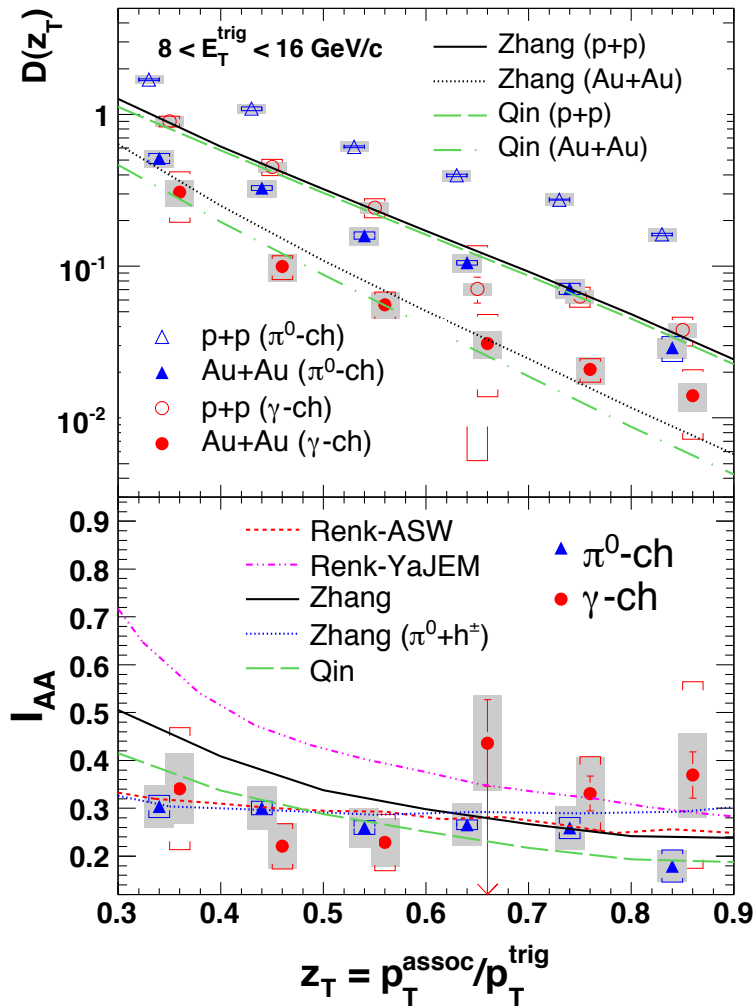 D(z_T)
8 < E_T^trig < 16 GeV/c
Zhang (p+p)
Zhang (Au+Au)
Qin (p+p)
Qin (Au+Au)
1
10^-1
10^-2
p+p (π^0-ch)
Au+Au (π^0-ch)
p+p (γ-ch)
Au+Au (γ-ch)
I_AA
0.9
0.8
0.7
0.6
0.5
0.4
0.3
0.2
Renk-ASW
Renk-YaJEM
Zhang
Zhang (π^0+h^±)
Qin
π^0-ch
γ-ch
0.3 0.4 0.5 0.6 0.7 0.8 0.9
z_T = p_T^assoc/p_T^trig